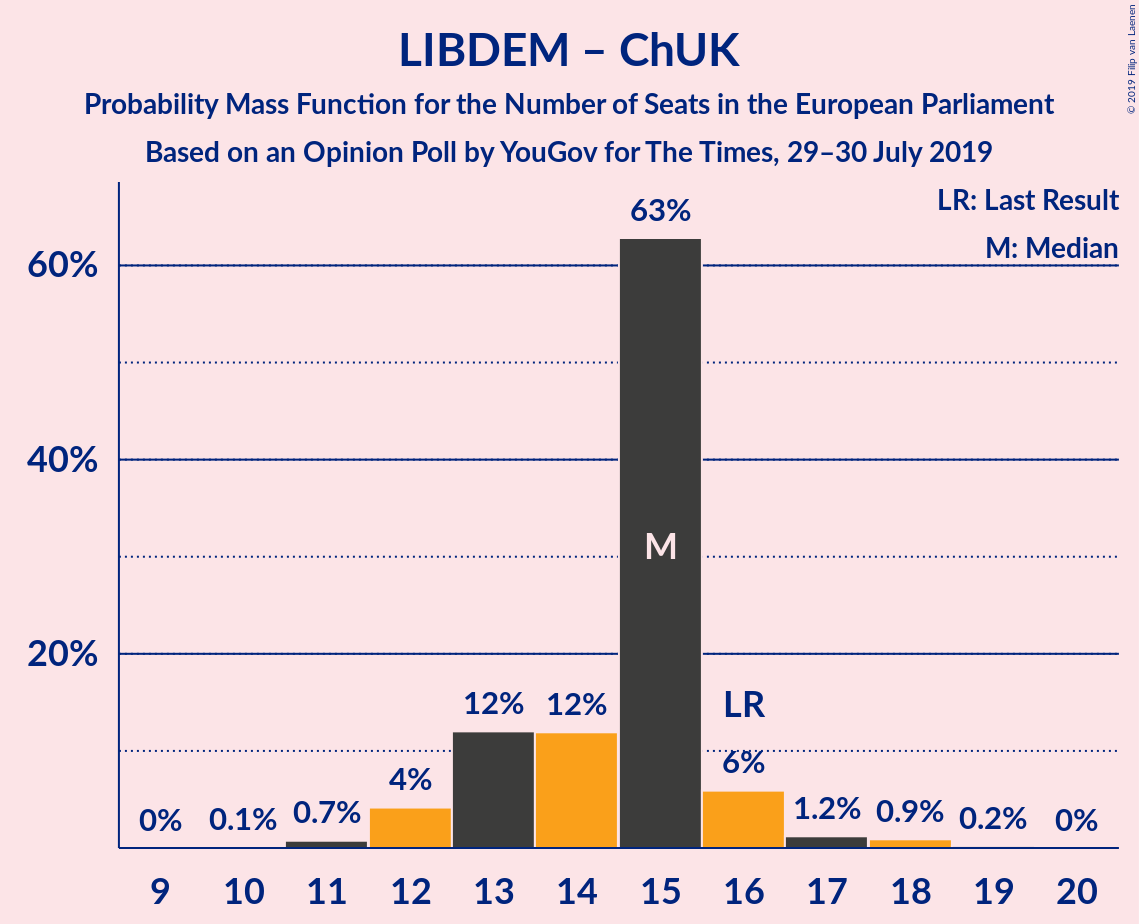 LIBDEM – ChUK
Probability Mass Function for the Number of Seats in the European Parliament
Based on an Opinion Poll by YouGov for The Times, 29–30 July 2019
© 2019 Filip van Laenen
LR: Last Result
M: Median
60%
40%
20%
0%
0.1%
0.7%
4%
12%
12%
63%
M
LR
6%
1.2%
0.9%
0.2%
0%
9 10 11 12 13 14 15 16 17 18 19 20